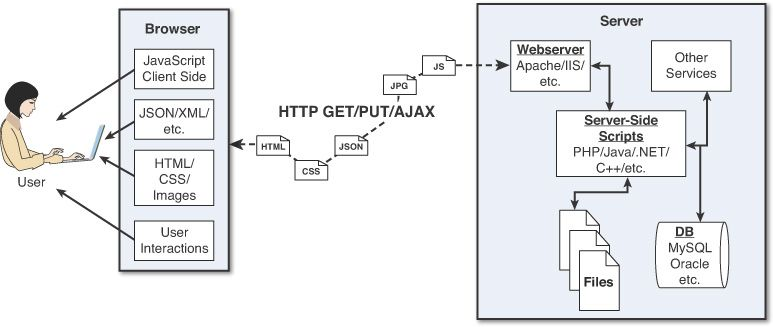 Browser
JavaScript
Client Side
JSON/XML/
etc.
HTML/
CSS/
Images
User
Interactions
User
HTTP GET/PUT/AJAX
HTML
CSS
JSON
JPG
JS
Server
Webserver
Apache/IIS/
etc.
Other
Services
Server-Side
Scripts
PHP/Java/.NET/
C++/etc.
Files
DB
MySQL
Oracle
etc.